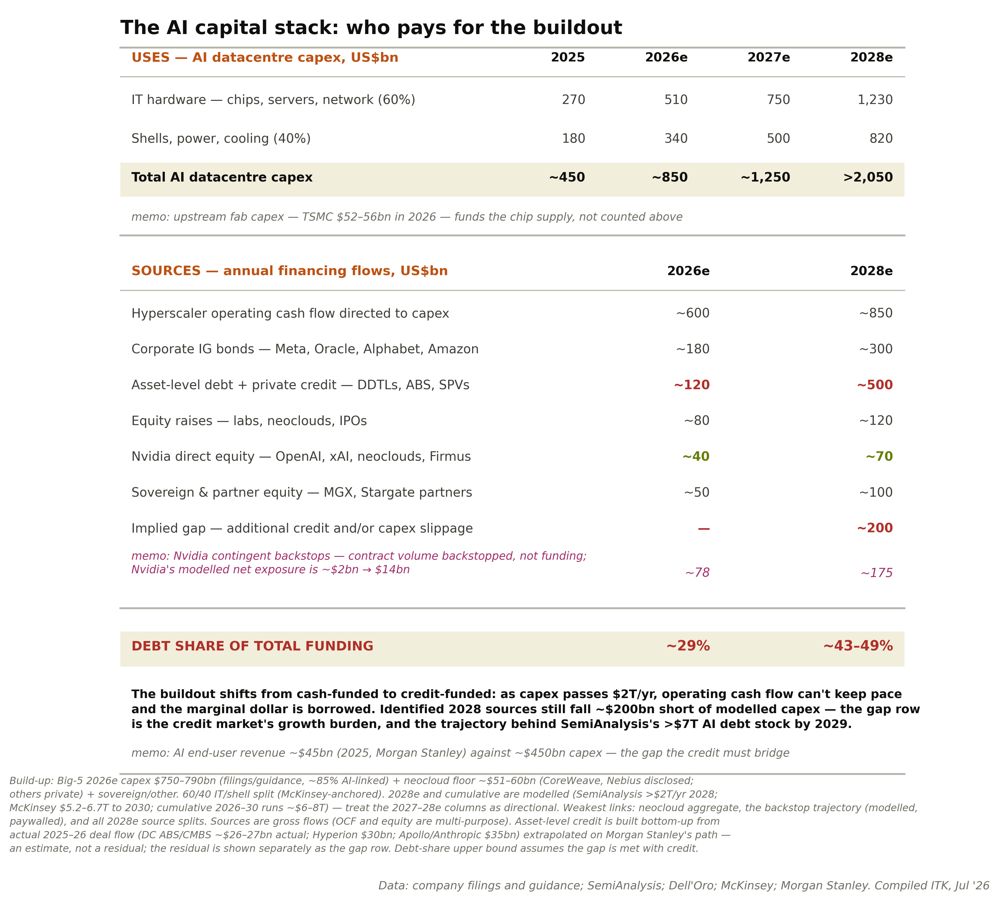 The AI capital stack: who pays for the buildout
USES — AI datacentre capex, US$bn 2025 2026e 2027e 2028e
IT hardware — chips, servers, network (60%) 270 510 750 1,230
Shells, power, cooling (40%) 180 340 500 820
Total AI datacentre capex ~450 ~850 ~1,250 >2,050
memo: upstream fab capex — TSMC $52–56bn in 2026 — funds the chip supply, not counted above
SOURCES — annual financing flows, US$bn 2026e 2028e
Hyperscaler operating cash flow directed to capex ~600 ~850
Corporate IG bonds — Meta, Oracle, Alphabet, Amazon ~180 ~300
Asset-level debt + private credit — DDTLs, ABS, SPVs ~120 ~500
Equity raises — labs, neoclouds, IPOs ~80 ~120
Nvidia direct equity — OpenAI, xAI, neoclouds, Firmus ~40 ~70
Sovereign & partner equity — MGX, Stargate partners ~50 ~100
Implied gap — additional credit and/or capex slippage — ~200
memo: Nvidia contingent backstops — contract volume backstopped, not funding;
Nvidia's modelled net exposure is ~$2bn → $14bn ~78 ~175
DEBT SHARE OF TOTAL FUNDING ~29% ~43–49%
The buildout shifts from cash-funded to credit-funded: as capex passes $2T/yr, operating cash flow can't keep pace
and the marginal dollar is borrowed. Identified 2028 sources still fall ~$200bn short of modelled capex — the gap row
is the credit market's growth burden, and the trajectory behind SemiAnalysis's >$7T AI debt stock by 2029.
memo: AI end-user revenue ~$45bn (2025, Morgan Stanley) against ~$450bn capex — the gap the credit must bridge
Build-up: Big-5 2026e capex $750–790bn (filings/guidance, ~85% AI-linked) + neocloud floor ~$51–60bn (CoreWeave, Nebius disclosed;
others private) + sovereign/other. 60/40 IT/shell split (McKinsey-anchored). 2028e and cumulative are modelled (SemiAnalysis >$2T/yr 2028;
McKinsey $5.2–6.7T to 2030; cumulative 2026–30 runs ~$6–8T) — treat the 2027–28e columns as directional. Weakest links: neocloud aggregate, the backstop trajectory (modelled,
paywalled), and all 2028e source splits. Sources are gross flows (OCF and equity are multi-purpose). Asset-level credit is built bottom-up from
actual 2025–26 deal flow (DC ABS/CMBS ~$26–27bn actual; Hyperion $30bn; Apollo/Anthropic $35bn) extrapolated on Morgan Stanley's path —
an estimate, not a residual; the residual is shown separately as the gap row. Debt-share upper bound assumes the gap is met with credit.
Data: company filings and guidance; SemiAnalysis; Dell'Oro; McKinsey; Morgan Stanley. Compiled ITK, Jul '26